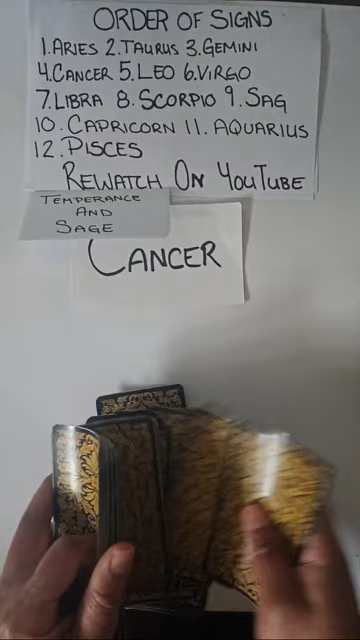 ORDER OF SIGNS
1.ARIES 2.TAURUS 3.GEMINI
4.CANCER 5.LEO 6.VIRGO
7.LIBRA 8.SCORPIO 9.SAG
10.CAPRICORN 11.AQUARIUS
12.PISCES
REWATCH ON YOUTUBE
TEMPERANCE
AND
SAGE
CANCER